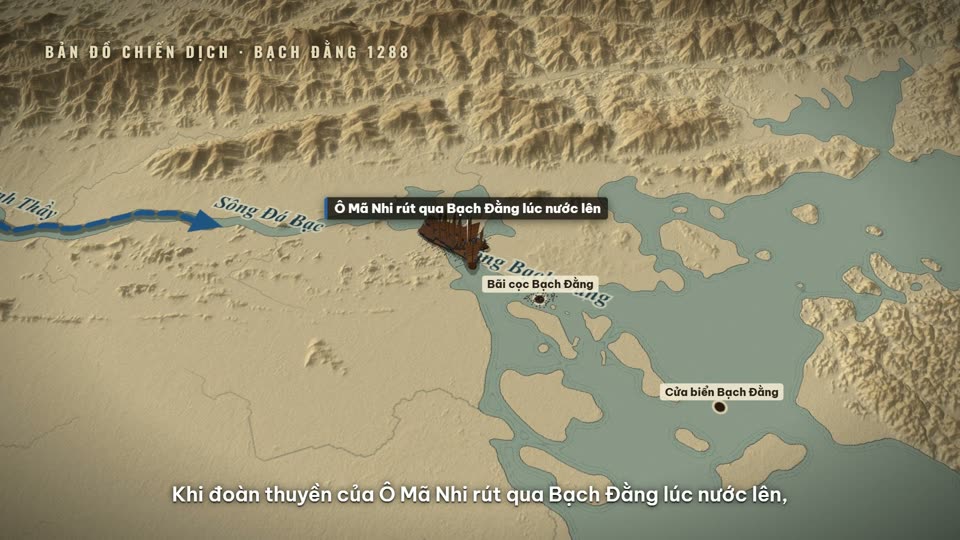 BẢN ĐỒ CHIẾN DỊCH · BẠCH ĐẰNG 1288
Thầy
Sông Đá Bạc
Ô Mã Nhi rút qua Bạch Đằng lúc nước lên
Bãi cọc Bạch Đằng
Cửa biển Bạch Đằng
Khi đoàn thuyền của Ô Mã Nhi rút qua Bạch Đằng lúc nước lên,